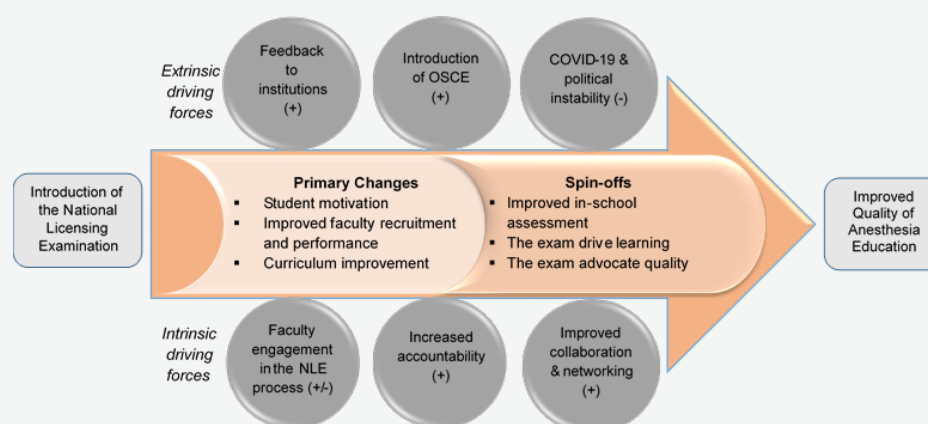 Extrinsic
driving
forces
Feedback
to
institutions
(+)
Introduction
of OSCE
(+)
COVID-19 &
political
instability (-)
Introduction of
the National
Licensing
Examination
Primary Changes
▪ Student motivation
▪ Improved faculty recruitment
and performance
▪ Curriculum improvement
Spin-offs
▪ Improved in-school
assessment
▪ The exam drive learning
▪ The exam advocate quality
Improved
Quality of
Anesthesia
Education
Intrinsic
driving
forces
Faculty
engagement
in the NLE
process (+/-)
Increased
accountability
(+)
Improved
collaboration
& networking
(+)